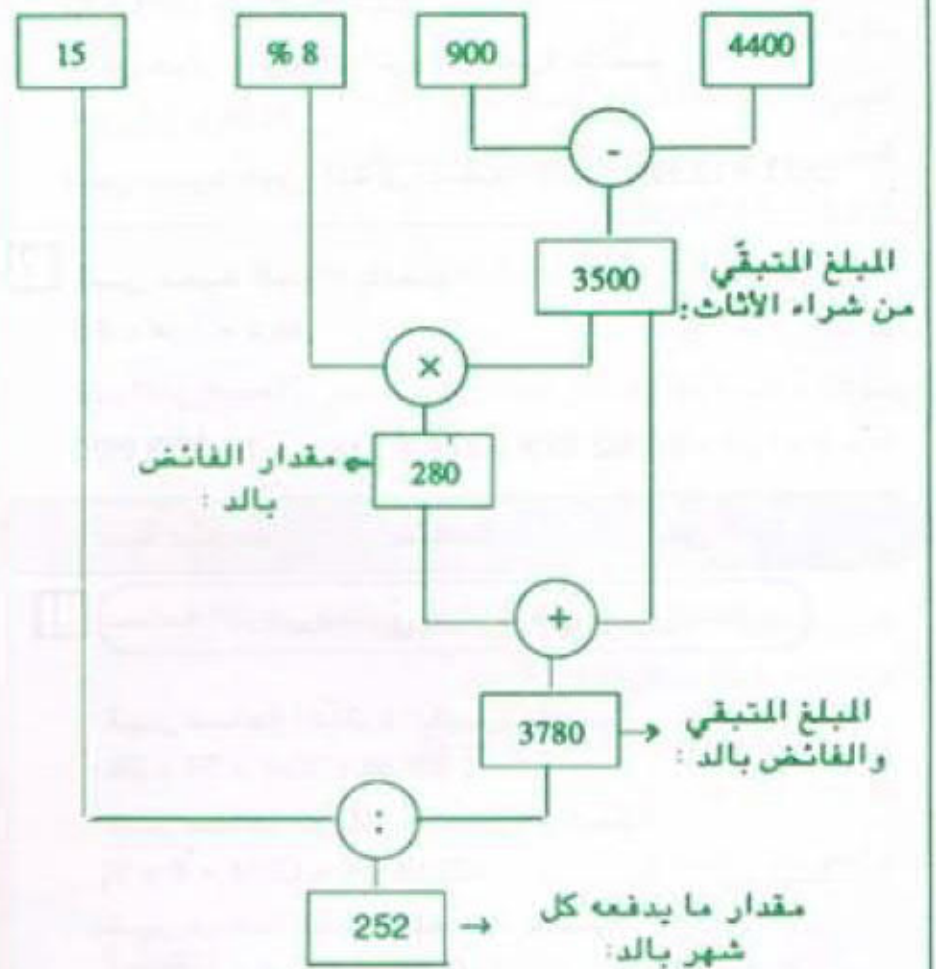 15
% 8
900
4400
-
3500
المبلغ المتبقّي
من شراء الأثاث:
×
280
مقدار الفائض
بالد :
+
3780
المبلغ المتبقي
والفائض بالد :
:
252
مقدار ما يدفعه كل
شهر بالد: